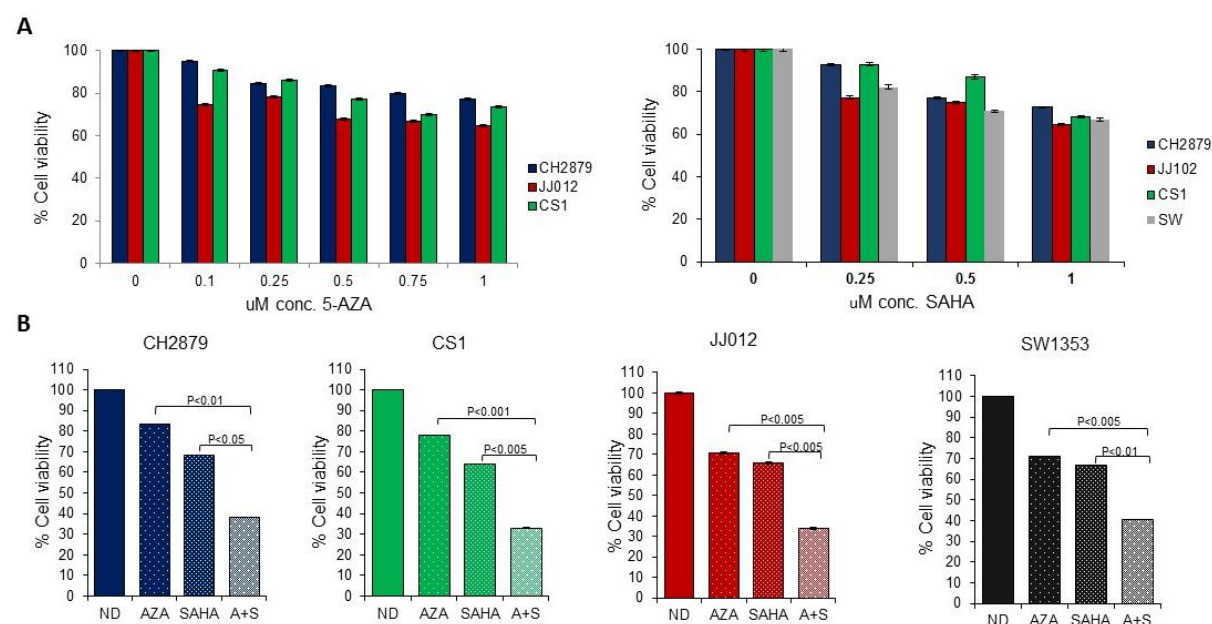 A
100
80
60
40
20
0
% Cell viability
0 0.1 0.25 0.5 0.75 1
uM conc. 5-AZA
CH2879
JJ012
CS1
100
80
60
40
20
0
% Cell viability
0 0.25 0.5 1
uM conc. SAHA
CH2879
JJ102
CS1
SW
B
CH2879
110
100
90
80
70
60
50
40
30
20
10
0
% Cell viability
P<0.01
P<0.05
ND AZA SAHA A+S
CS1
110
100
90
80
70
60
50
40
30
20
10
0
% Cell viability
P<0.001
P<0.005
ND AZA SAHA A+S
JJ012
110
100
90
80
70
60
50
40
30
20
10
0
% Cell viability
P<0.005
P<0.005
ND AZA SAHA A+S
SW1353
110
100
90
80
70
60
50
40
30
20
10
0
% Cell viability
P<0.005
P<0.01
ND AZA SAHA A+S